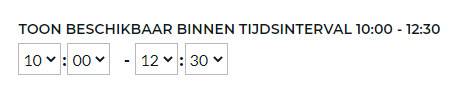 TOON BESCHIKBAAR BINNEN TIJDSINTERVAL 10:00 - 12:30
10 : 00 - 12 : 30